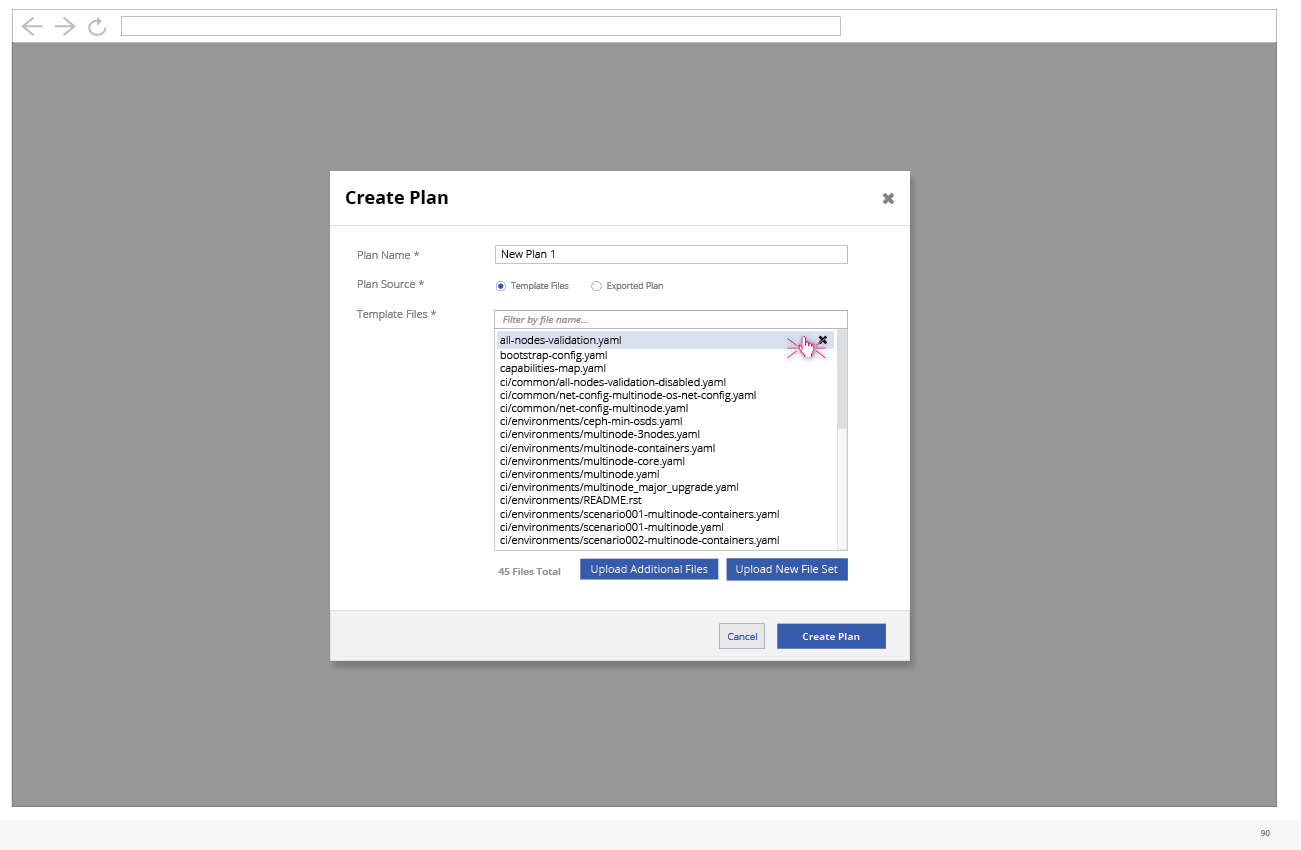 Create Plan
Plan Name *
New Plan 1
Plan Source *
Template Files
Exported Plan
Template Files *
Filter by file name...
all-nodes-validation.yaml
bootstrap-config.yaml
capabilities-map.yaml
ci/common/all-nodes-validation-disabled.yaml
ci/common/net-config-multinode-os-net-config.yaml
ci/common/net-config-multinode.yaml
ci/environments/ceph-min-osds.yaml
ci/environments/multinode-3nodes.yaml
ci/environments/multinode-containers.yaml
ci/environments/multinode-core.yaml
ci/environments/multinode.yaml
ci/environments/multinode_major_upgrade.yaml
ci/environments/README.rst
ci/environments/scenario001-multinode-containers.yaml
ci/environments/scenario001-multinode.yaml
ci/environments/scenario002-multinode-containers.yaml
45 Files Total
Upload Additional Files
Upload New File Set
Cancel
Create Plan
90